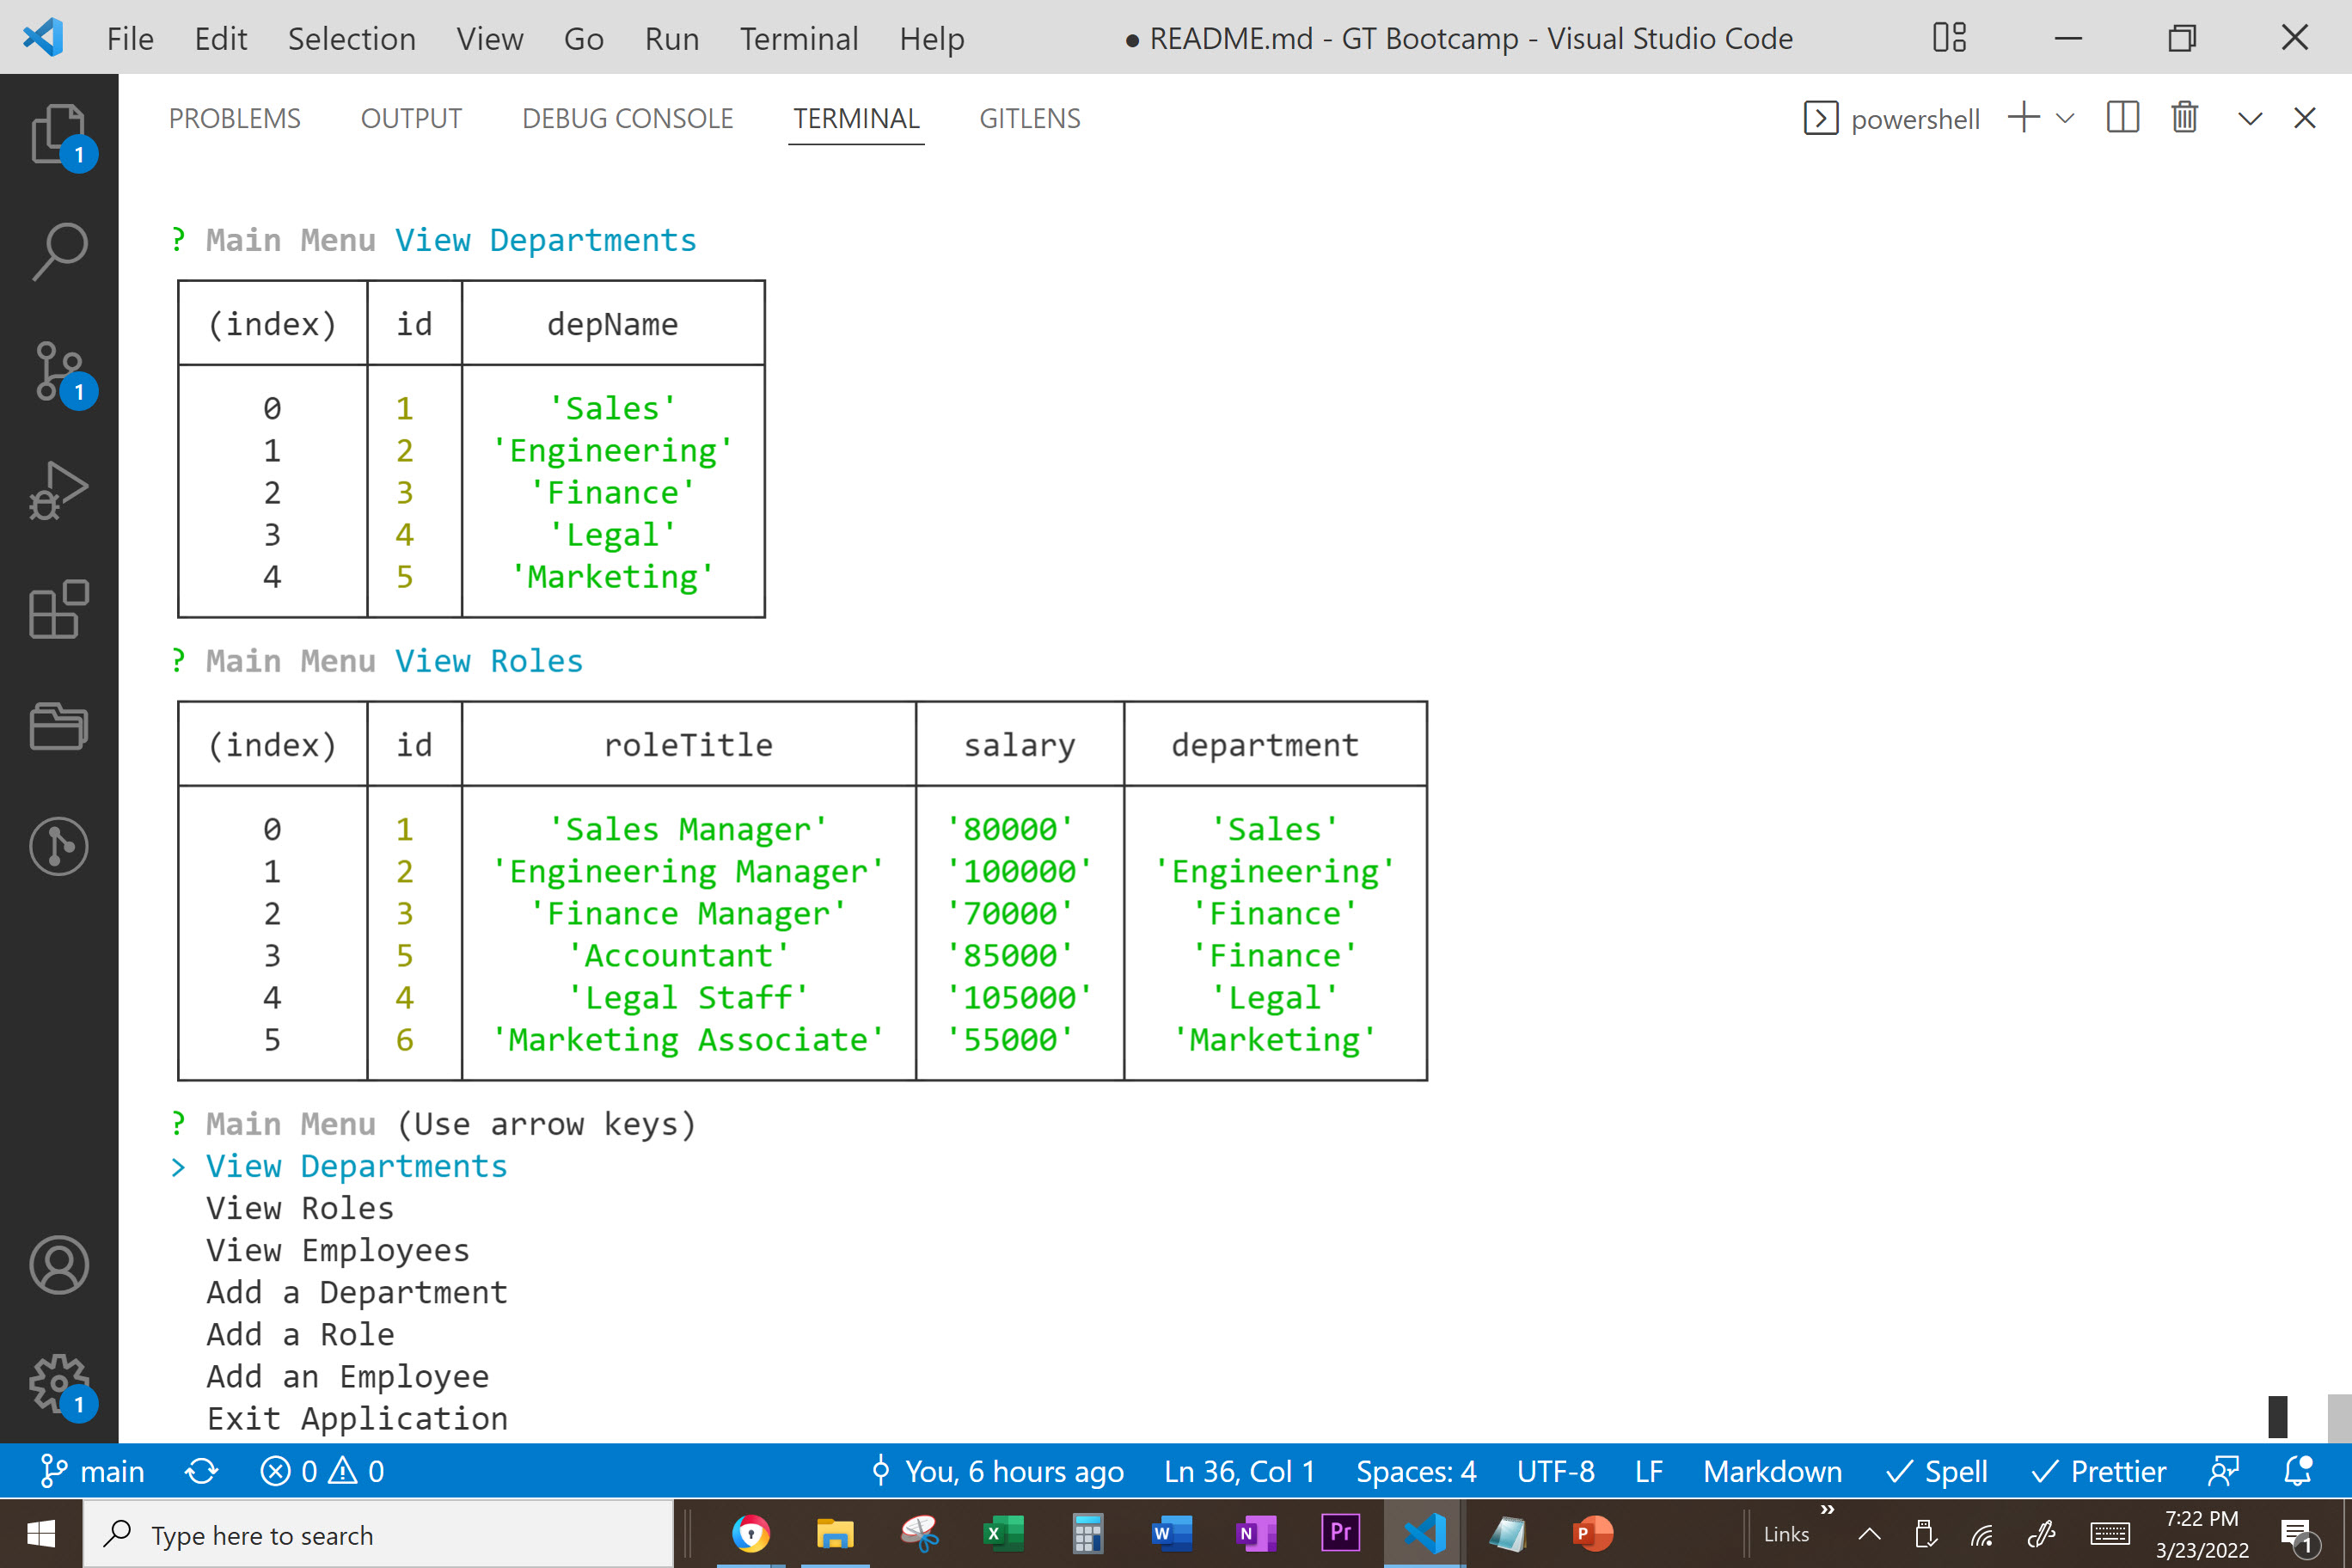 File Edit Selection View Go Run Terminal Help ● README.md - GT Bootcamp - Visual Studio Code
PROBLEMS OUTPUT DEBUG CONSOLE TERMINAL GITLENS powershell
1
? Main Menu View Departments
(index) id depName
0 1 'Sales'
1 2 'Engineering'
1
2 3 'Finance'
3 4 'Legal'
4 5 'Marketing'
? Main Menu View Roles
(index) id roleTitle salary department
0 1 'Sales Manager' '80000' 'Sales'
1 2 'Engineering Manager' '100000' 'Engineering'
2 3 'Finance Manager' '70000' 'Finance'
3 5 'Accountant' '85000' 'Finance'
4 4 'Legal Staff' '105000' 'Legal'
5 6 'Marketing Associate' '55000' 'Marketing'
? Main Menu (Use arrow keys)
> View Departments
View Roles
View Employees
Add a Department
Add a Role
Add an Employee
1
Exit Application
main 0 0 You, 6 hours ago Ln 36, Col 1 Spaces: 4 UTF-8 LF Markdown ✓ Spell ✓ Prettier
Type here to search X W N Pr P Links » 7:22 PM
3/23/2022 1